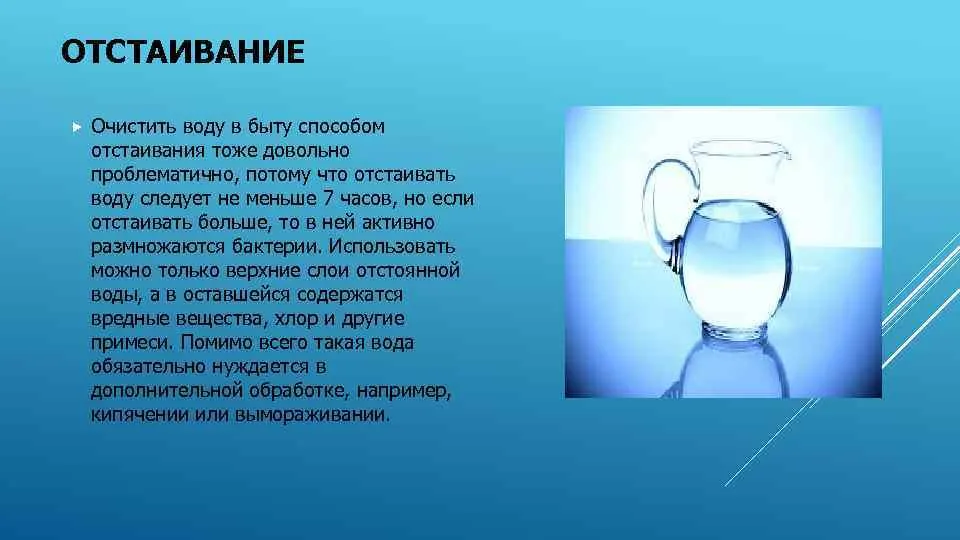 ОТСТАИВАНИЕ
Очистить воду в быту способом
отстаивания тоже довольно
проблематично, потому что отстаивать
воду следует не меньше 7 часов, но если
отстаивать больше, то в ней активно
размножаются бактерии. Использовать
можно только верхние слои отстоянной
воды, а в оставшейся содержатся
вредные вещества, хлор и другие
примеси. Помимо всего такая вода
обязательно нуждается в
дополнительной обработке, например,
кипячении или вымораживании.